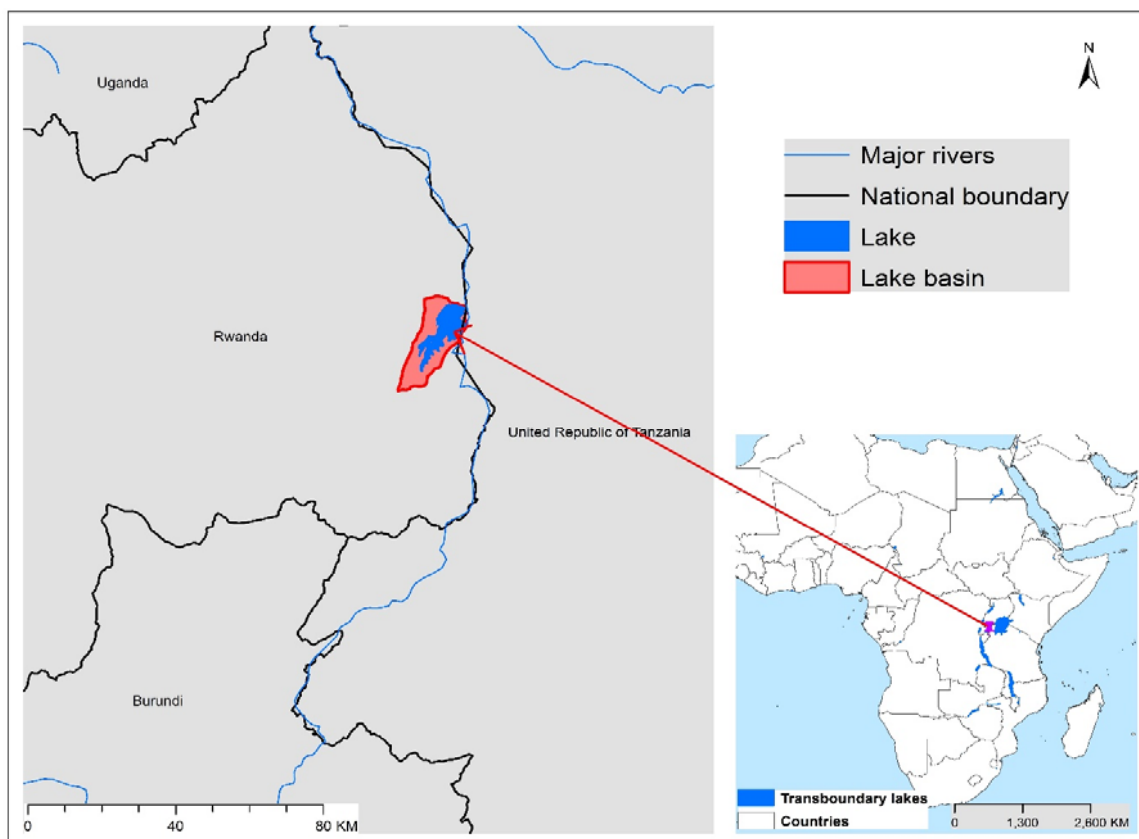 N
Uganda
Major rivers
National boundary
Lake
Lake basin
Rwanda
United Republic of Tanzania
Burundi
0 40 80 KM
Transboundary lakes
Countries
0 1,300 2,600 KM